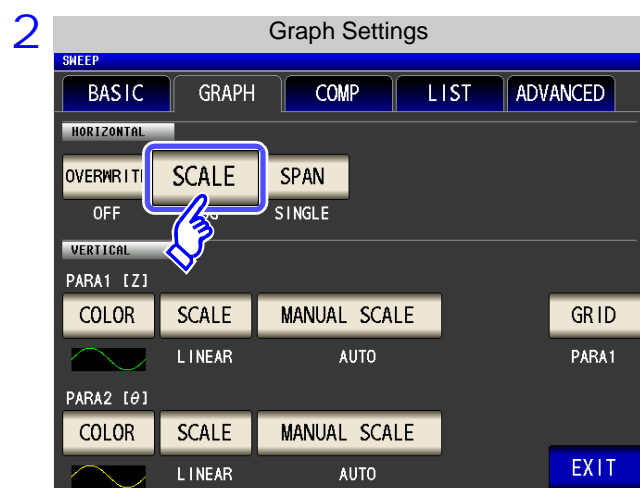 2
Graph Settings
SWEEP
BASIC GRAPH COMP LIST ADVANCED
HORIZONTAL
SCALE SPAN
OFF SINGLE
VERTICAL
PARA1 [Z]
COLOR SCALE MANUAL SCALE GRID
LINEAR AUTO PARA1
PARA2 [θ]
COLOR SCALE MANUAL SCALE
LINEAR AUTO EXIT